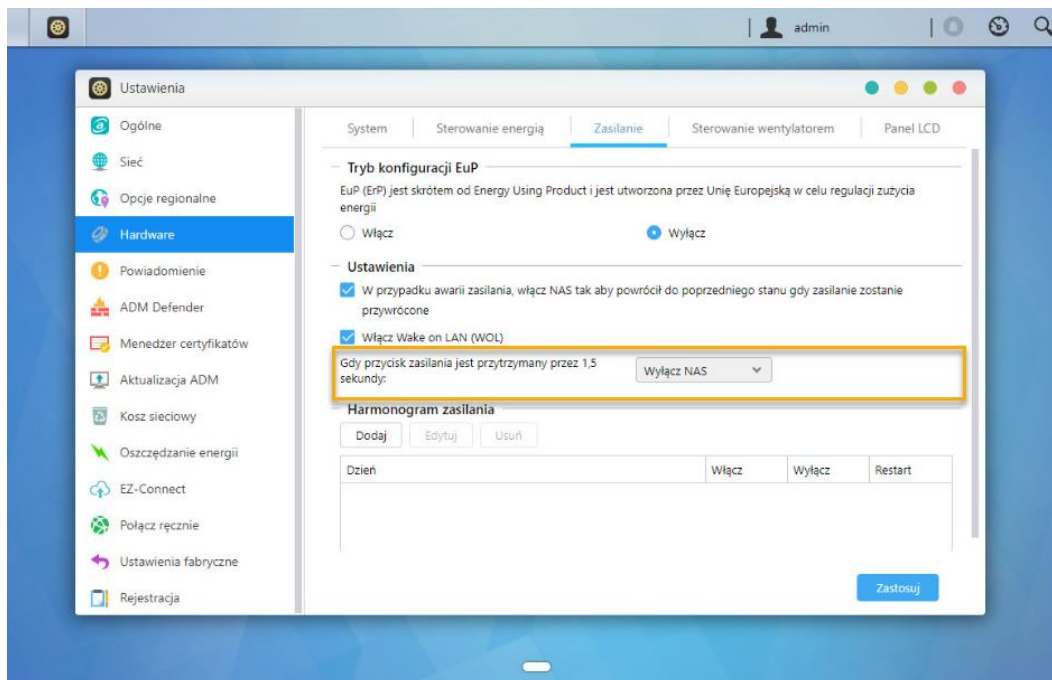 admin
Ustawienia
Ogólne
Sieć
Opcje regionalne
Hardware
Powiadomienie
ADM Defender
Menedżer certyfikatów
Aktualizacja ADM
Kosz sieciowy
Oszczędzanie energii
EZ-Connect
Połącz ręcznie
Ustawienia fabryczne
Rejestracja
System
Sterowanie energią
Zasilanie
Sterowanie wentylatorem
Panel LCD
Tryb konfiguracji EuP
EuP (ErP) jest skrótem od Energy Using Product i jest utworzona przez Unię Europejską w celu regulacji zużycia
energii
Włącz
Wyłącz
Ustawienia
W przypadku awarii zasilania, włącz NAS tak aby powrócił do poprzedniego stanu gdy zasilanie zostanie
przywrócone
Włącz Wake on LAN (WOL)
Gdy przycisk zasilania jest przytrzymany przez 1,5
sekundy:
Wyłącz NAS
Harmonogram zasilania
Dodaj
Edytuj
Usuń
Dzień
Włącz
Wyłącz
Restart
Zastosuj